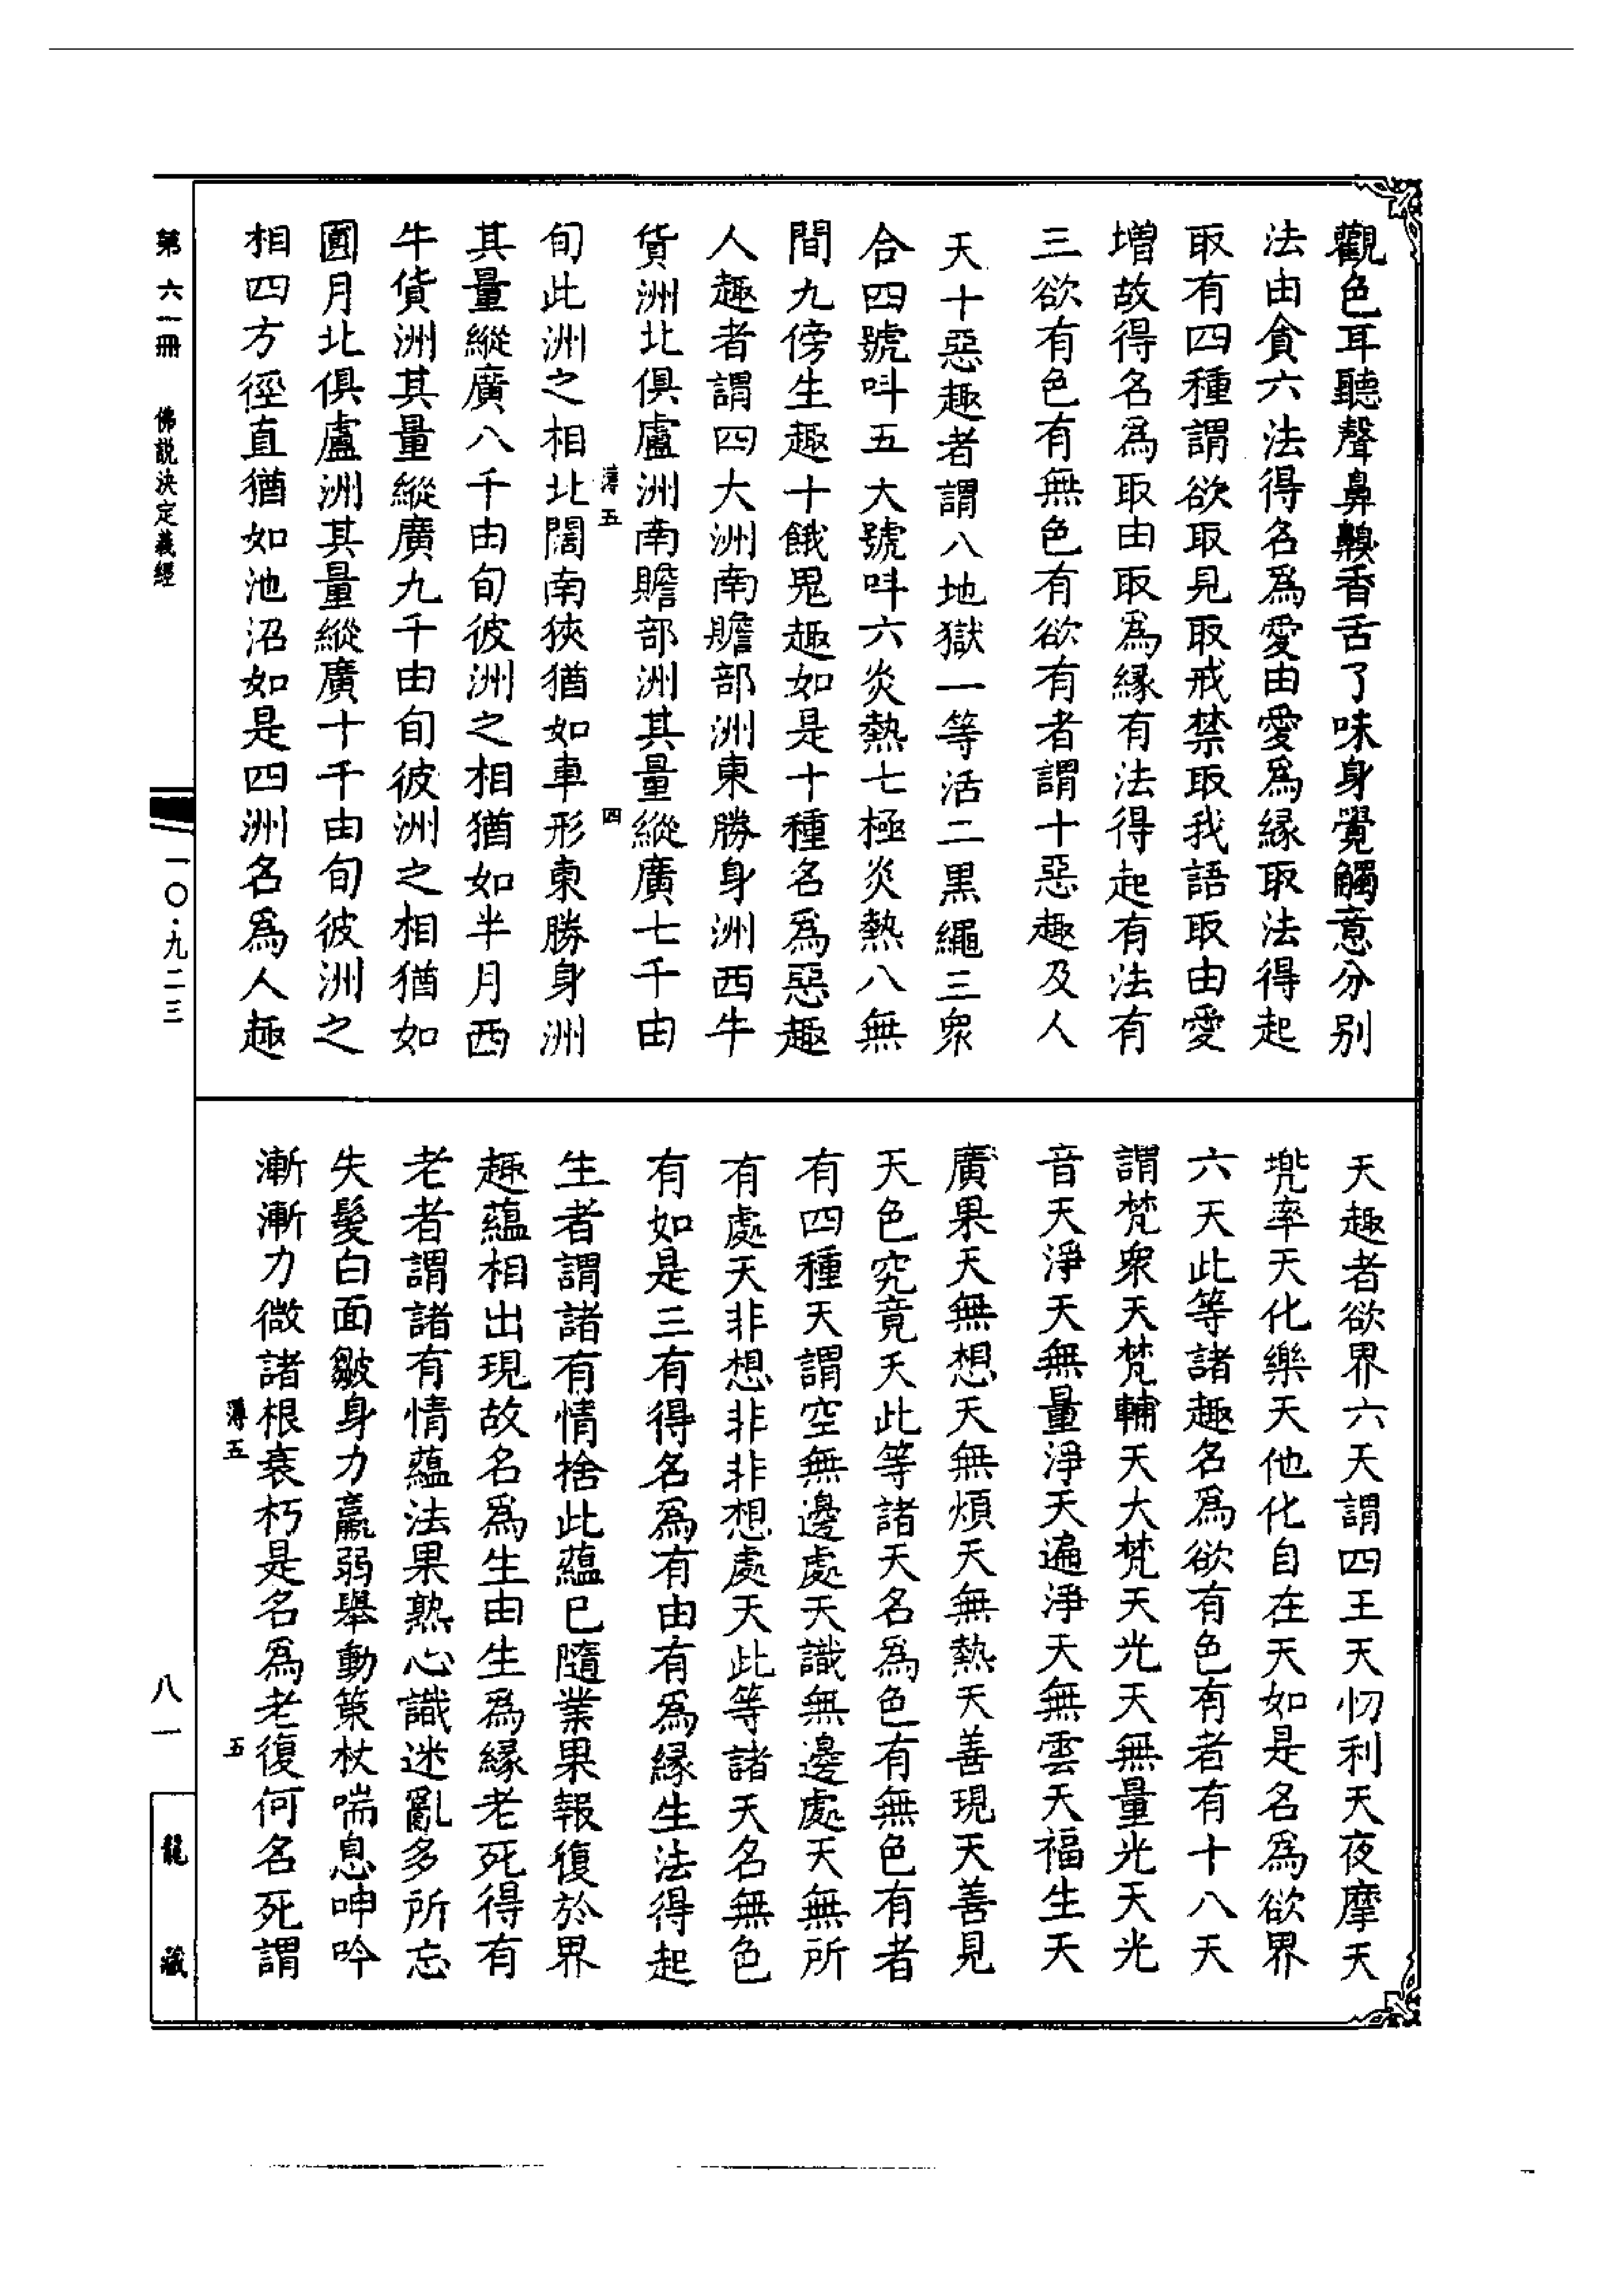 觀色耳聽聲鼻齅香舌了味身覺觸意分別
法由貪六法得名爲愛由愛爲緣取法得起
取有四種謂欲取見取戒禁取我語取由愛
增故得名爲取由取爲緣有法得起有法有
三欲有色有無色有欲有者謂十惡趣及人
天十惡趣者謂八地獄一等活二黑繩三衆
合四號呌五大號呌六炎熱七極炎熱八無
間九傍生趣十餓鬼趣如是十種名爲惡趣
人趣者謂四大洲南贍部洲東勝身洲西牛
貨洲北俱盧洲南贍部洲其量縱廣七千由
薄五 四
旬此洲之相北闊南狹猶如車形東勝身洲
其量縱廣八千由旬彼洲之相猶如半月西
牛貨洲其量縱廣九千由旬彼洲之相猶如
圓月北俱盧洲其量縱廣十千由旬彼洲之
相四方徑直猶如池沼如是四洲名爲人趣
天趣者欲界六天謂四王天忉利天夜摩天
兠率天化樂天他化自在天如是名爲欲界
六天此等諸趣名爲欲有色有者有十八天
謂梵衆天梵輔天大梵天光天無量光天光
音天淨天無量淨天遍淨天無雲天福生天
廣果天無想天無煩天無熱天善現天善見
天色究竟天此等諸天名爲色有無色有者
有四種天謂空無邊處天識無邊處天無所
有處天非想非非想處天此等諸天名無色
有如是三有得名爲有由有爲緣生法得起
生者謂諸有情捨此蘊已隨業果報復於界
趣蘊相出現故名爲生由生爲緣老死得有
老者謂諸有情蘊法果熟心識迷亂多所忘
失髮白面皺身力羸弱舉動策杖喘息呻吟
漸漸力微諸根衰朽是名爲老復何名死謂
薄五 五
第六一冊 佛説決定義經
一〇·九二三
八一
龍藏